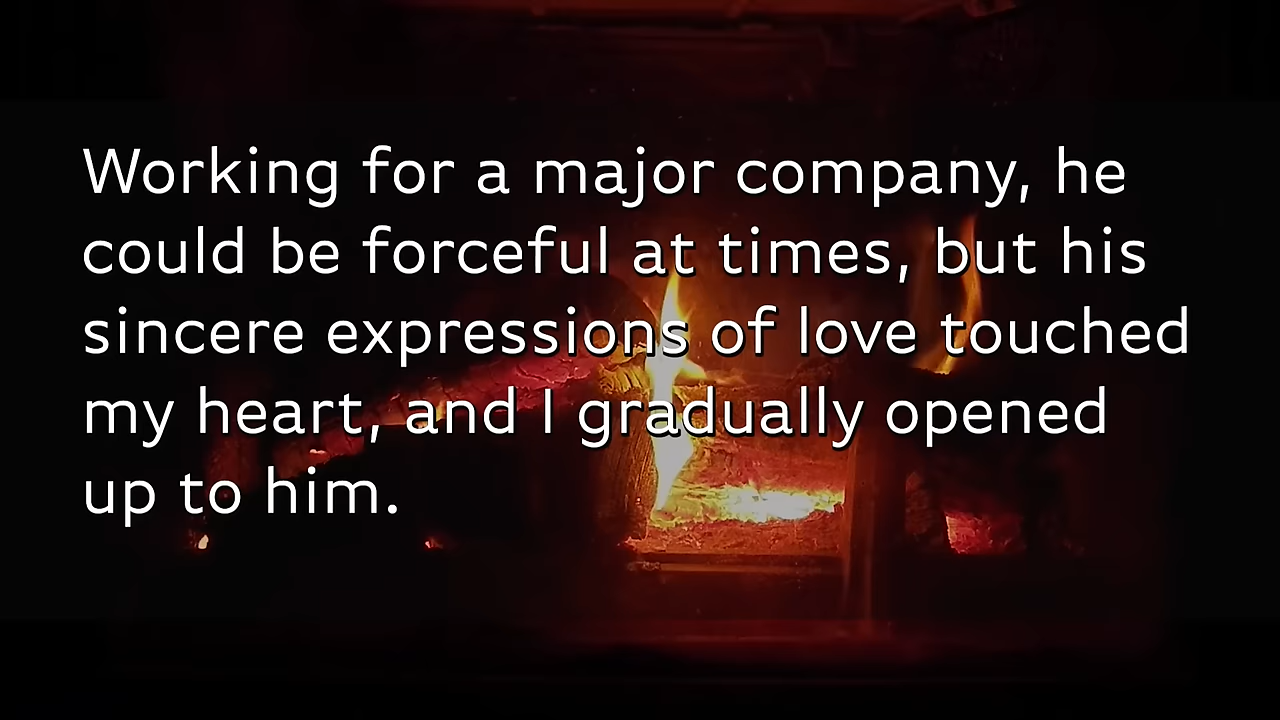 Working for a major company, he
could be forceful at times, but his
sincere expressions of love touched
my heart, and I gradually opened
up to him.